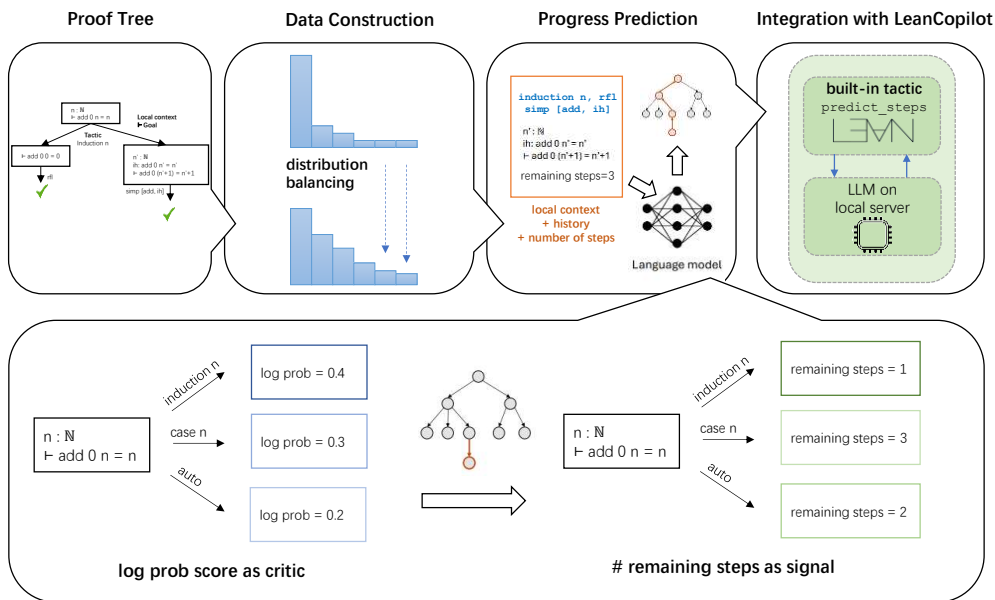 Proof Tree
Data Construction
Progress Prediction
Integration with LeanCopilot
n : ℕ
⊢ add 0 n = n
Local context
⊢ Goal
Tactic
Induction n
⊢ add 0 0 = 0
n' : ℕ
ih: add 0 n' = n'
⊢ add 0 (n'+1) = n'+1
rfl
simp [add, ih]
distribution
balancing
induction n, rfl
simp [add, ih]
n' : ℕ
ih: add 0 n' = n'
⊢ add 0 (n'+1) = n'+1
remaining steps=3
local context
+ history
+ number of steps
Language model
built-in tactic
predict_steps
LEAN
LLM on
local server
n : ℕ
⊢ add 0 n = n
induction n
case n
auto
log prob = 0.4
log prob = 0.3
log prob = 0.2
log prob score as critic
n : ℕ
⊢ add 0 n = n
induction n
case n
auto
remaining steps = 1
remaining steps = 3
remaining steps = 2
# remaining steps as signal